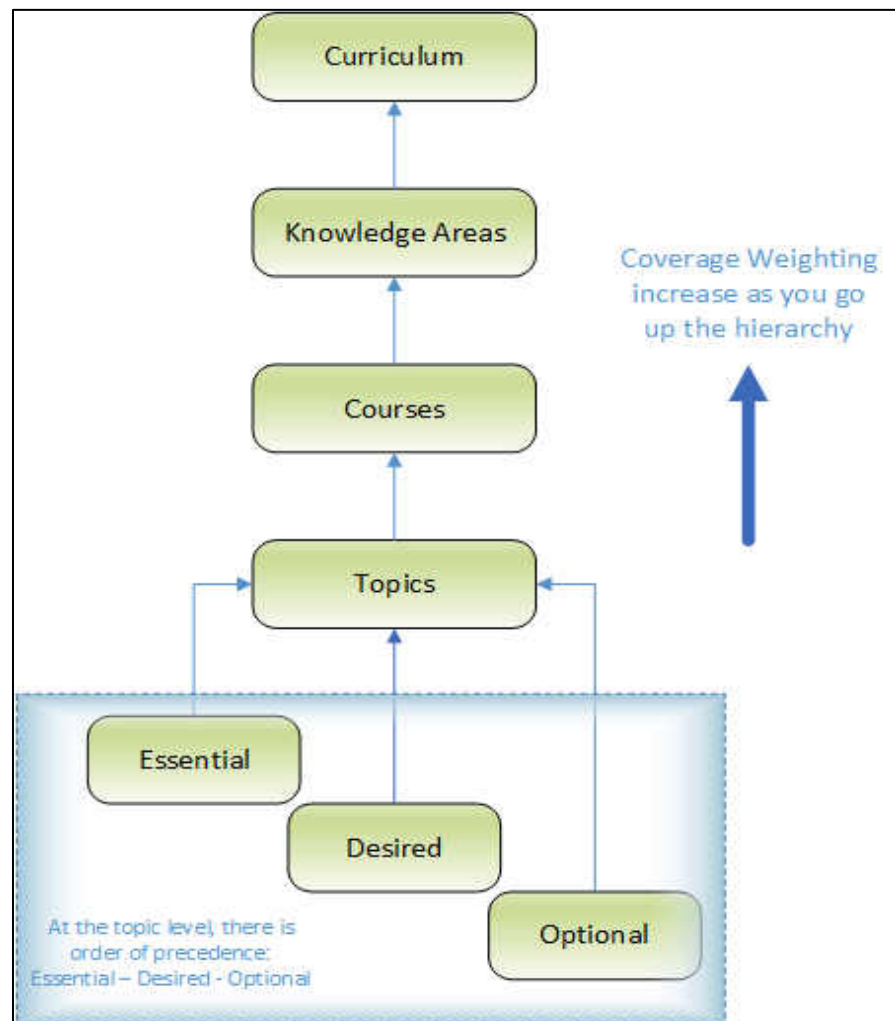 Curriculum
Knowledge Areas
Coverage Weighting
increase as you go
up the hierarchy
Courses
Topics
Essential
Desired
Optional
At the topic level, there is
order of precedence:
Essential – Desired - Optional